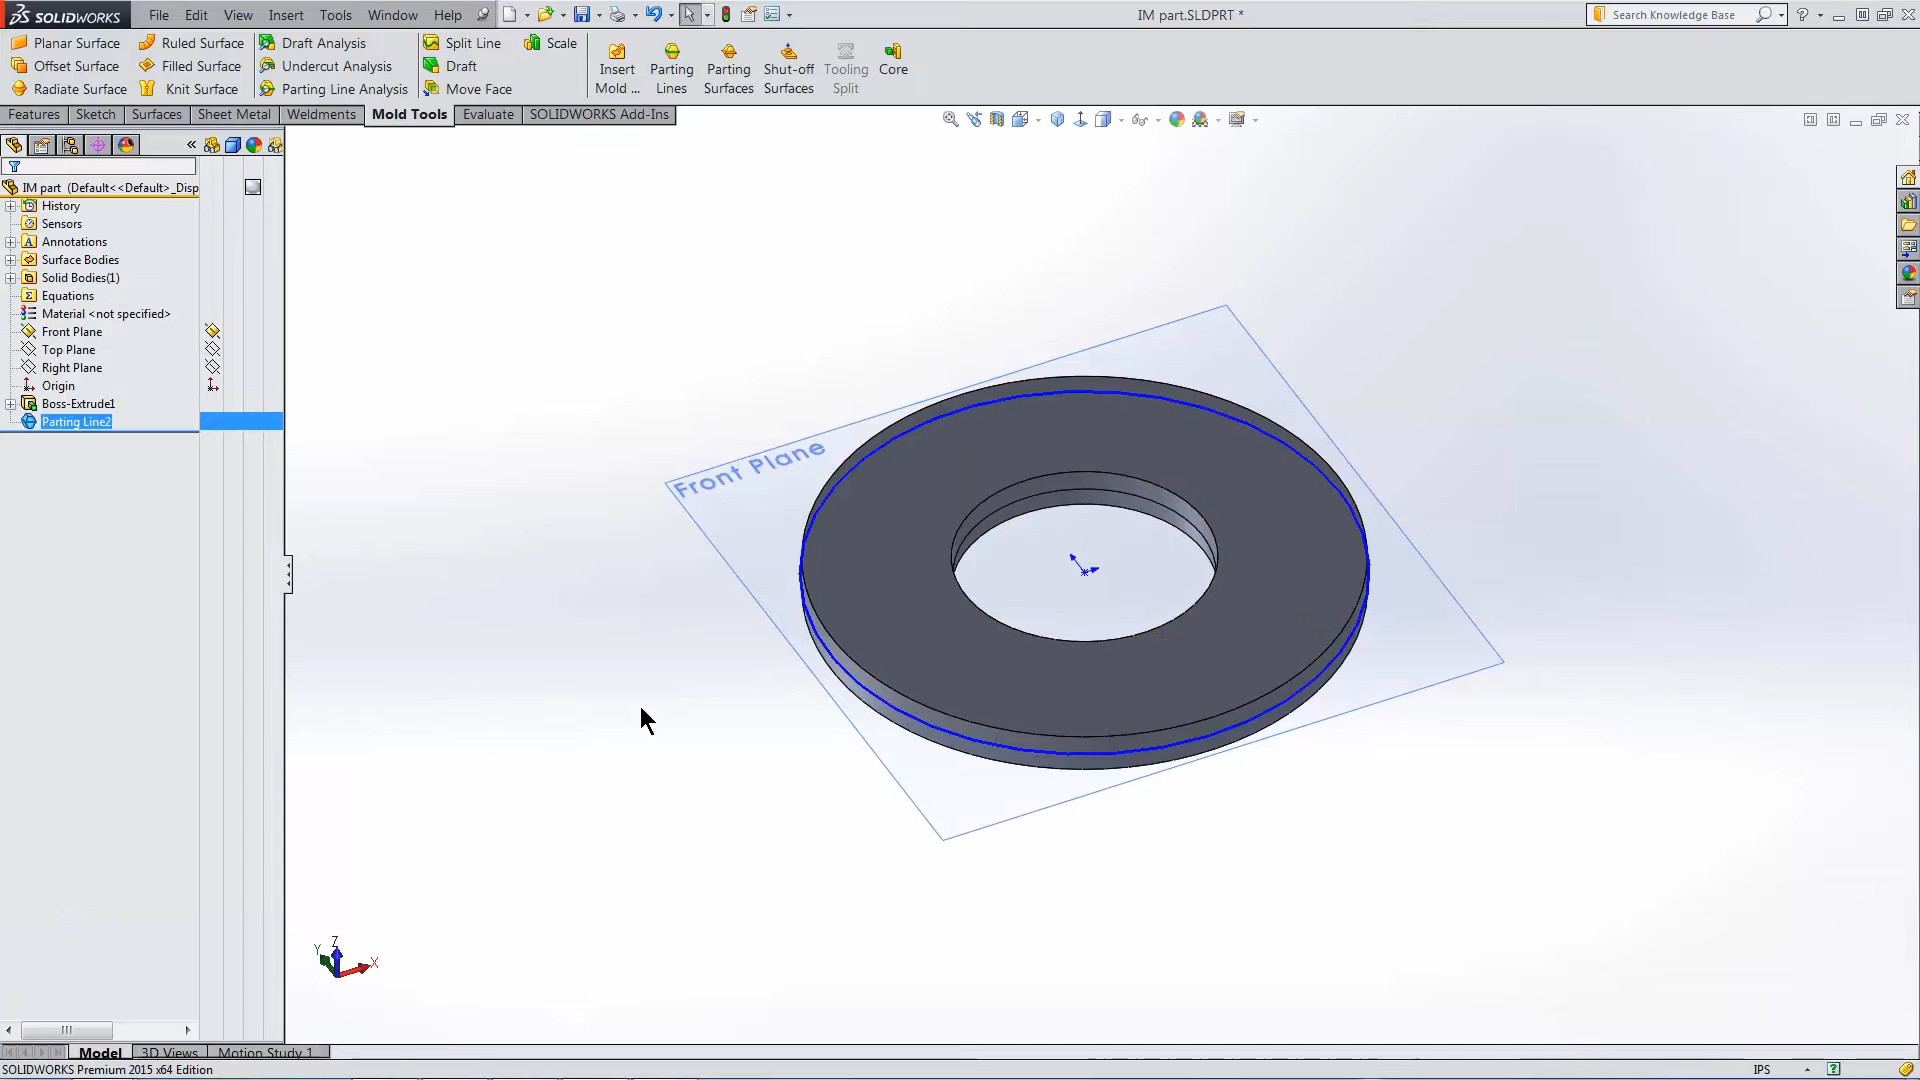 SOLIDWORKS File Edit View Insert Tools Window Help IM part.SLDPRT * Search Knowledge Base ?
Planar Surface Ruled Surface Draft Analysis Split Line Scale
Offset Surface Filled Surface Undercut Analysis Draft
Radiate Surface Knit Surface Parting Line Analysis Move Face
Insert Mold ...
Parting Lines
Parting Surfaces
Shut-off Surfaces
Tooling Split
Core
Features Sketch Surfaces Sheet Metal Weldments Mold Tools Evaluate SOLIDWORKS Add-Ins
IM part (Default<<Default>_Disp
History
Sensors
Annotations
Surface Bodies
Solid Bodies(1)
Equations
Material <not specified>
Front Plane
Top Plane
Right Plane
Origin
Boss-Extrude1
Parting Line2
Front Plane
Z
Y
X
Model 3D Views Motion Study 1
SOLIDWORKS Premium 2015 x64 Edition IPS ?